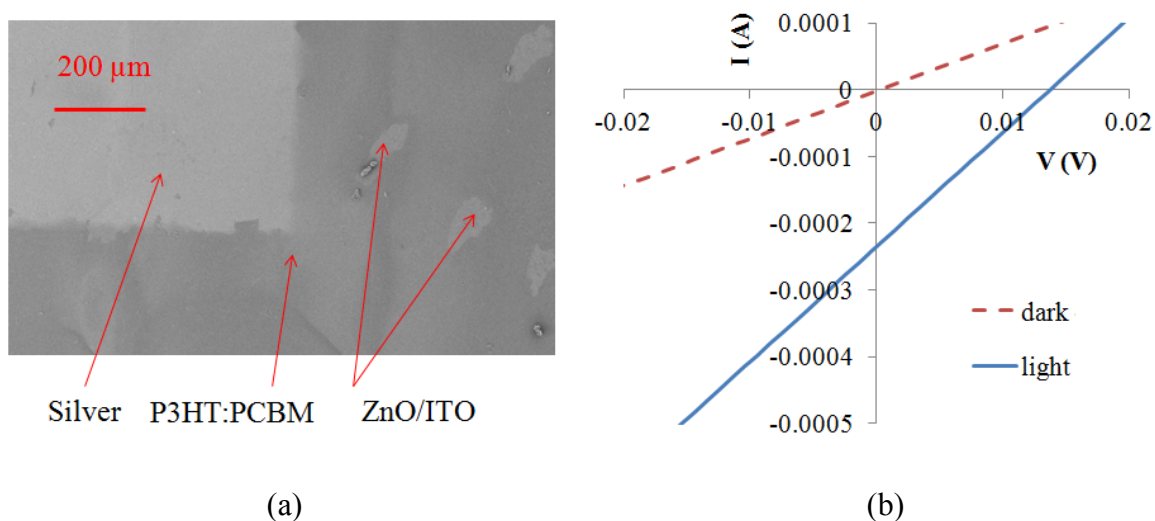 200 µm
Silver P3HT:PCBM ZnO/ITO
(a)
I (A)
0.0001
0
-0.0001
-0.0002
-0.0003
-0.0004
-0.0005
-0.02 -0.01 0 0.01 0.02
V (V)
dark
light
(b)